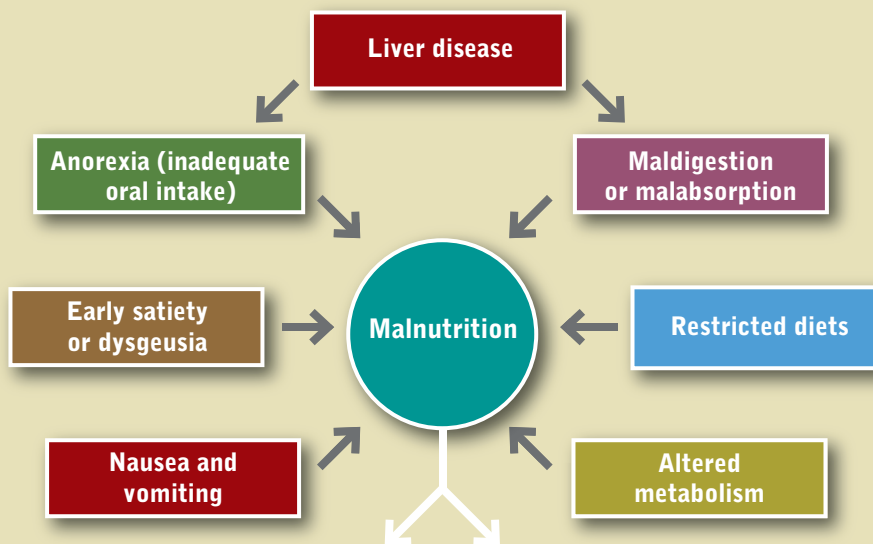 Liver disease
Anorexia (inadequate
oral intake)
Maldigestion
or malabsorption
Early satiety
or dysgeusia
Malnutrition
Restricted diets
Nausea and
vomiting
Altered
metabolism